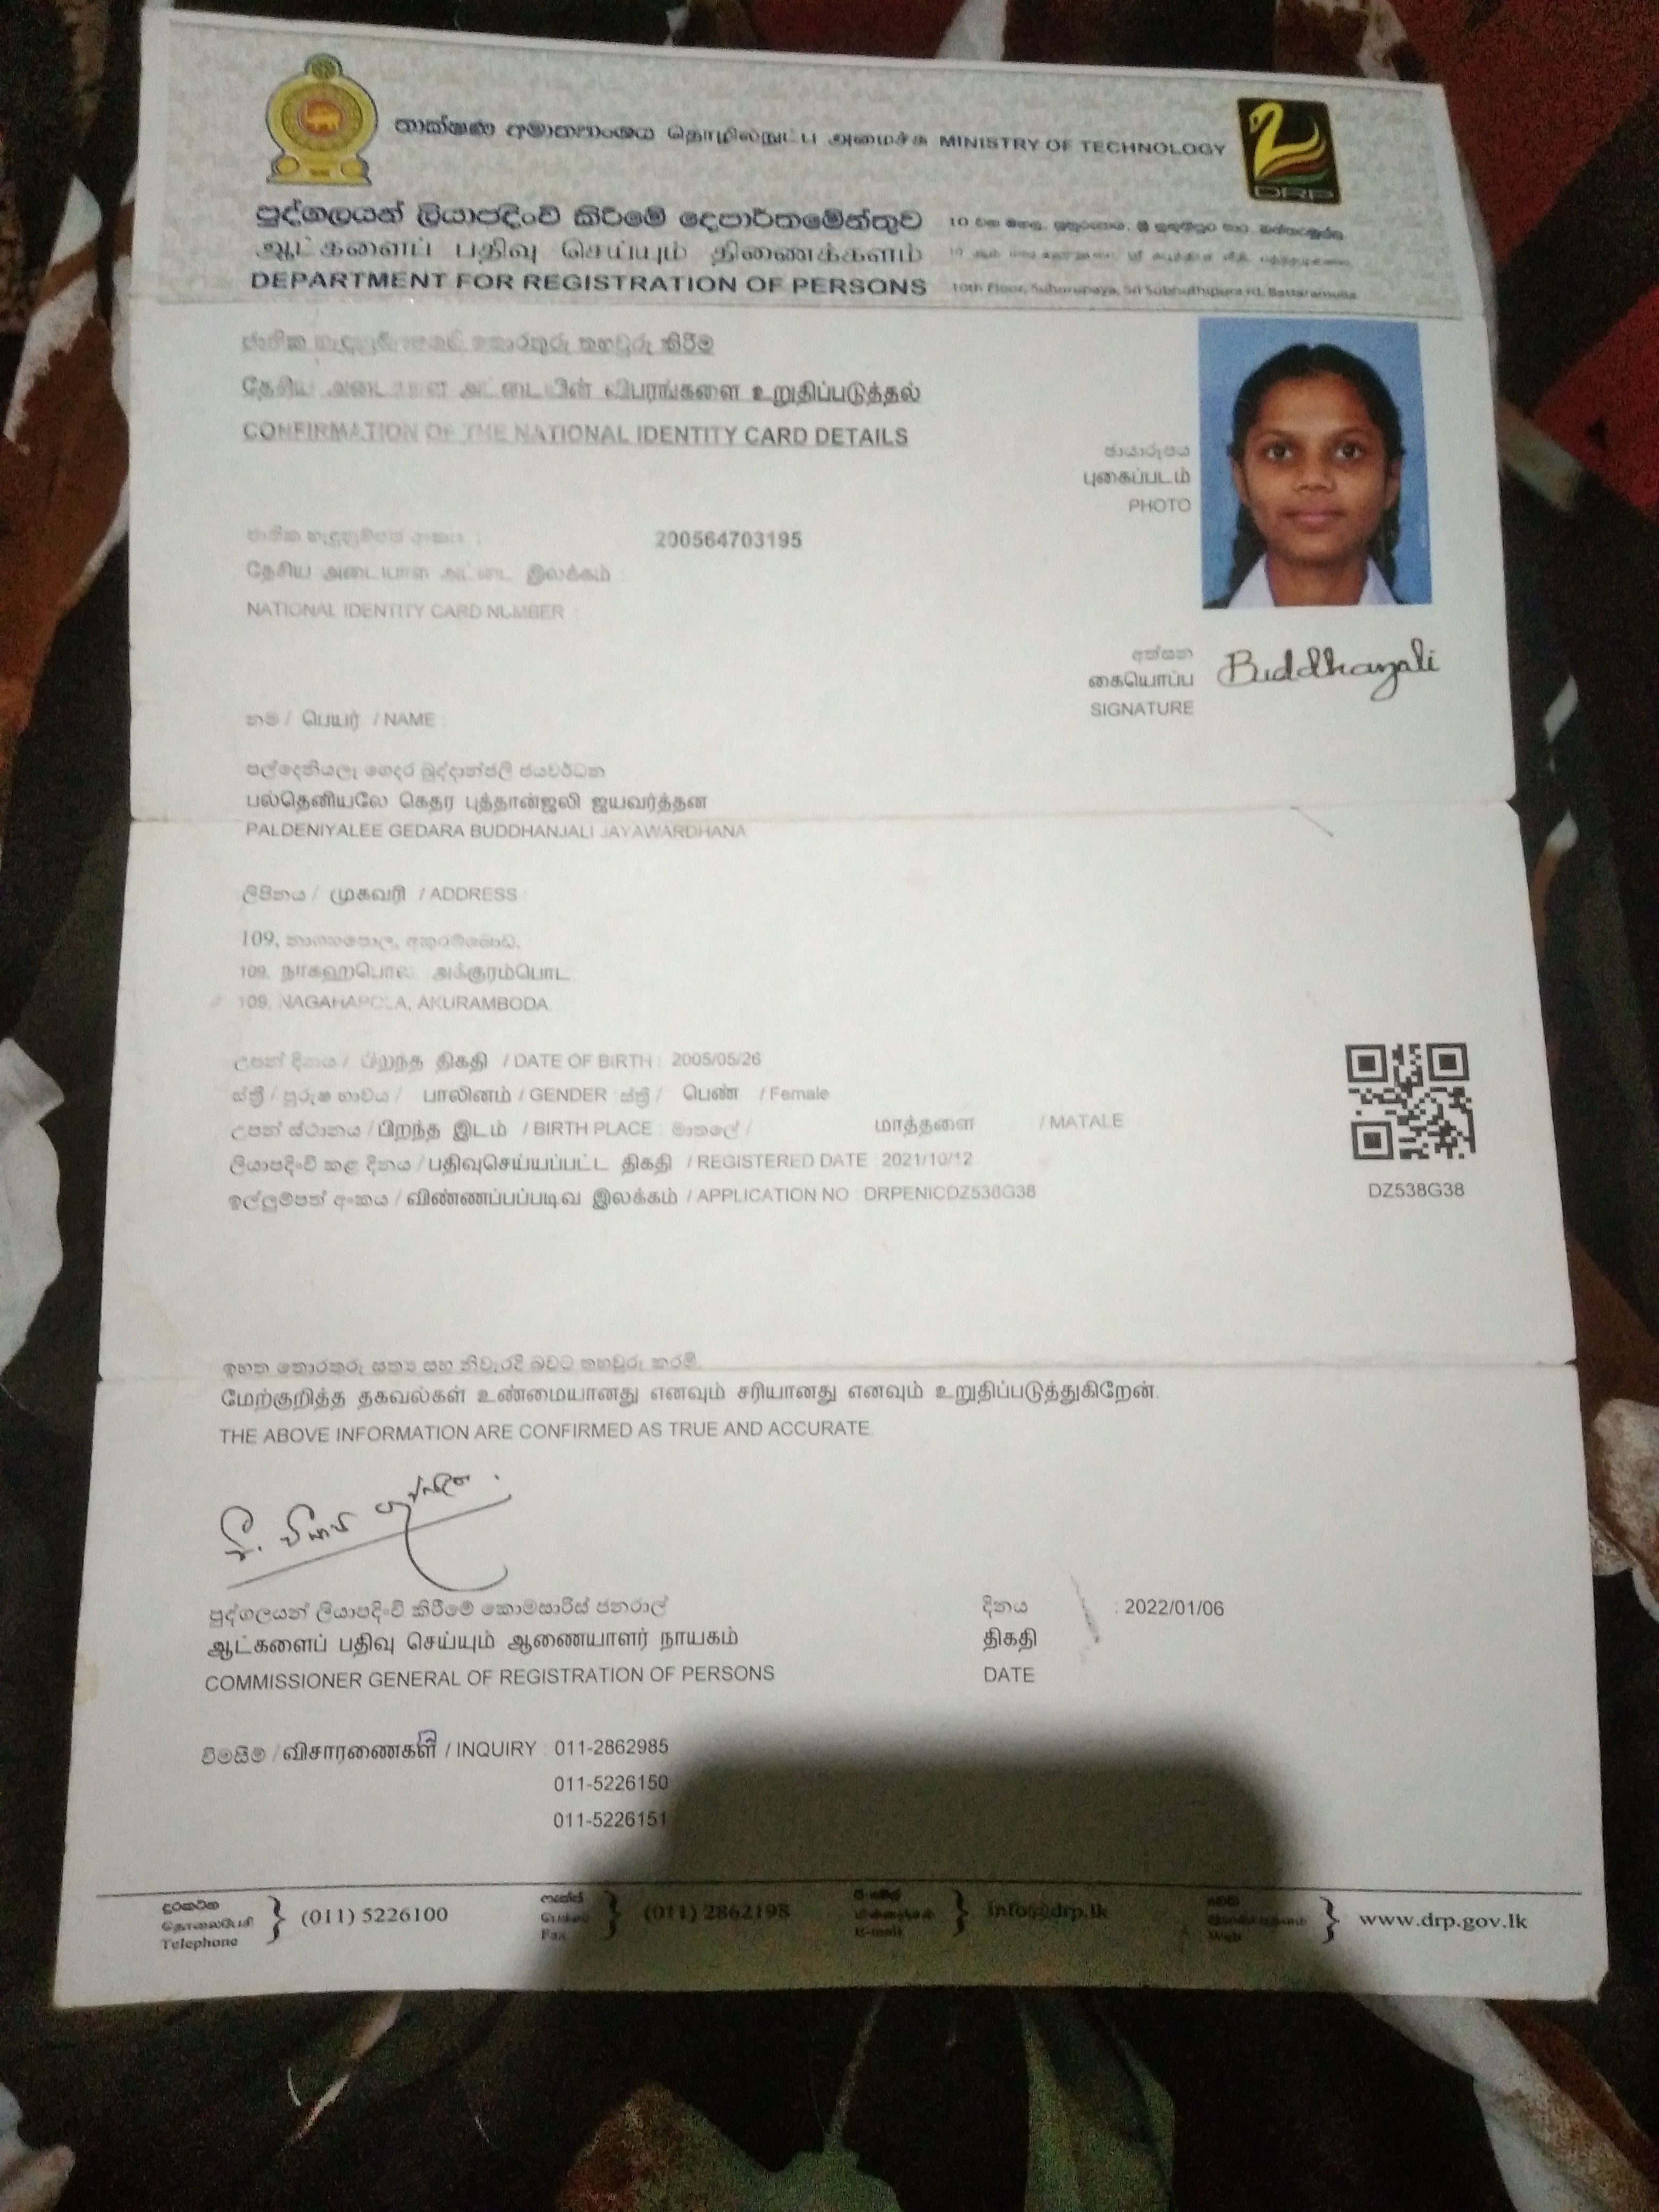 තාක්ෂණ අමාත්‍යාංශය தொழில்நுட்ப அமைச்சு MINISTRY OF TECHNOLOGY
DRP
පුද්ගලයන් ලියාපදිංචි කිරීමේ දෙපාර්තමේන්තුව
ஆட்களைப் பதிவு செய்யும் திணைக்களம்
DEPARTMENT FOR REGISTRATION OF PERSONS 10th Floor, Suhurupaya, Sri Subhuthipura rd, Battaramulla
ජාතික තොරතුරු තහවුරු කිරීම
தேசிய அடையாள அட்டையின் விபரங்களை உறுதிப்படுத்தல்
CONFIRMATION OF THE NATIONAL IDENTITY CARD DETAILS
ඡායාරූපය
புகைப்படம்
PHOTO
ජාතික හැඳුනුම්පත් අංකය : 200564703195
தேசிய அடையாள அட்டை இலக்கம் :
NATIONAL IDENTITY CARD NUMBER :
අත්සන
கையொப்ப
SIGNATURE
Buddhanjali
නම / பெயர் / NAME :
පල්දෙනියලෑ ගෙදර බුද්ධාන්ජලි ජයවර්ධන
பல்தெனியலே கெதர புத்தான்ஜலி ஜயவர்த்தன
PALDENIYALEE GEDARA BUDDHANJALI JAYAWARDHANA
ලිපිනය / முகவரி / ADDRESS :
109, නාගහපොල, අකුරම්බොඩ,
109, நாகஹபொல, அக்குரம்பொட,
109, NAGAHAPOLA, AKURAMBODA,
උපන් දිනය / பிறந்த திகதி / DATE OF BIRTH : 2005/05/26
ස්ත්‍රී / පුරුෂ භාවය / பாலினம் / GENDER : ස්ත්‍රී / பெண் / Female
උපන් ස්ථානය / பிறந்த இடம் / BIRTH PLACE : මාතලේ / மாத்தளை / MATALE
ලියාපදිංචි කළ දිනය / பதிவுசெய்யப்பட்ட திகதி / REGISTERED DATE : 2021/10/12
ඉල්ලුම්පත් අංකය / விண்ணப்பப்படிவ இலக்கம் / APPLICATION NO : DRPENICDZ538G38
DZ538G38
ඉහත තොරතුරු සත්‍ය සහ නිවැරදි බවට තහවුරු කරමි.
மேற்குறித்த தகவல்கள் உண்மையானது எனவும் சரியானது எனவும் உறுதிப்படுத்துகிறேன்.
THE ABOVE INFORMATION ARE CONFIRMED AS TRUE AND ACCURATE.
පුද්ගලයන් ලියාපදිංචි කිරීමේ කොමසාරිස් ජනරාල්
ஆட்களைப் பதிவு செய்யும் ஆணையாளர் நாயகம்
COMMISSIONER GENERAL OF REGISTRATION OF PERSONS
දිනය : 2022/01/06
திகதி
DATE
විමසීම් / விசாரணைகள் / INQUIRY : 011-2862985
011-5226150
011-5226151
දුරකථන
தொலைபேசி
Telephone
(011) 5226100
ෆැක්ස්
பெக்ஸ்
Fax
(011) 2862198
ඊ-මේල්
மின்னஞ்சல்
E-mail
info@drp.lk
වෙබ්
Web
www.drp.gov.lk